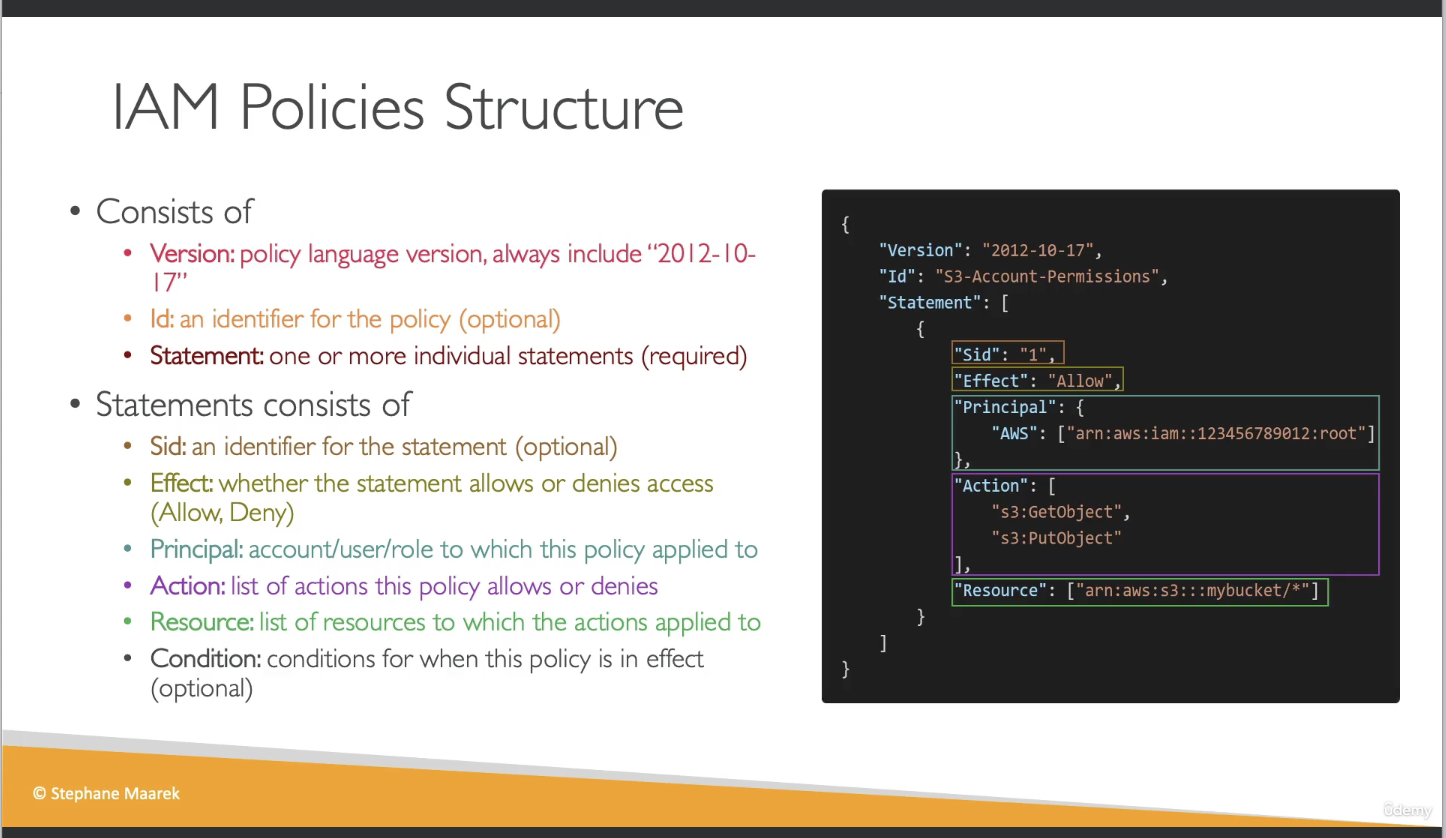 IAM Policies Structure
• Consists of
• Version: policy language version, always include “2012-10-
17”
• Id: an identifier for the policy (optional)
• Statement: one or more individual statements (required)
• Statements consists of
• Sid: an identifier for the statement (optional)
• Effect: whether the statement allows or denies access
(Allow, Deny)
• Principal: account/user/role to which this policy applied to
• Action: list of actions this policy allows or denies
• Resource: list of resources to which the actions applied to
• Condition: conditions for when this policy is in effect
(optional)
{
"Version": "2012-10-17",
"Id": "S3-Account-Permissions",
"Statement": [
{
"Sid": "1",
"Effect": "Allow",
"Principal": {
"AWS": ["arn:aws:iam::123456789012:root"]
},
"Action": [
"s3:GetObject",
"s3:PutObject"
],
"Resource": ["arn:aws:s3:::mybucket/*"]
}
]
}
© Stephane Maarek
ûdemy